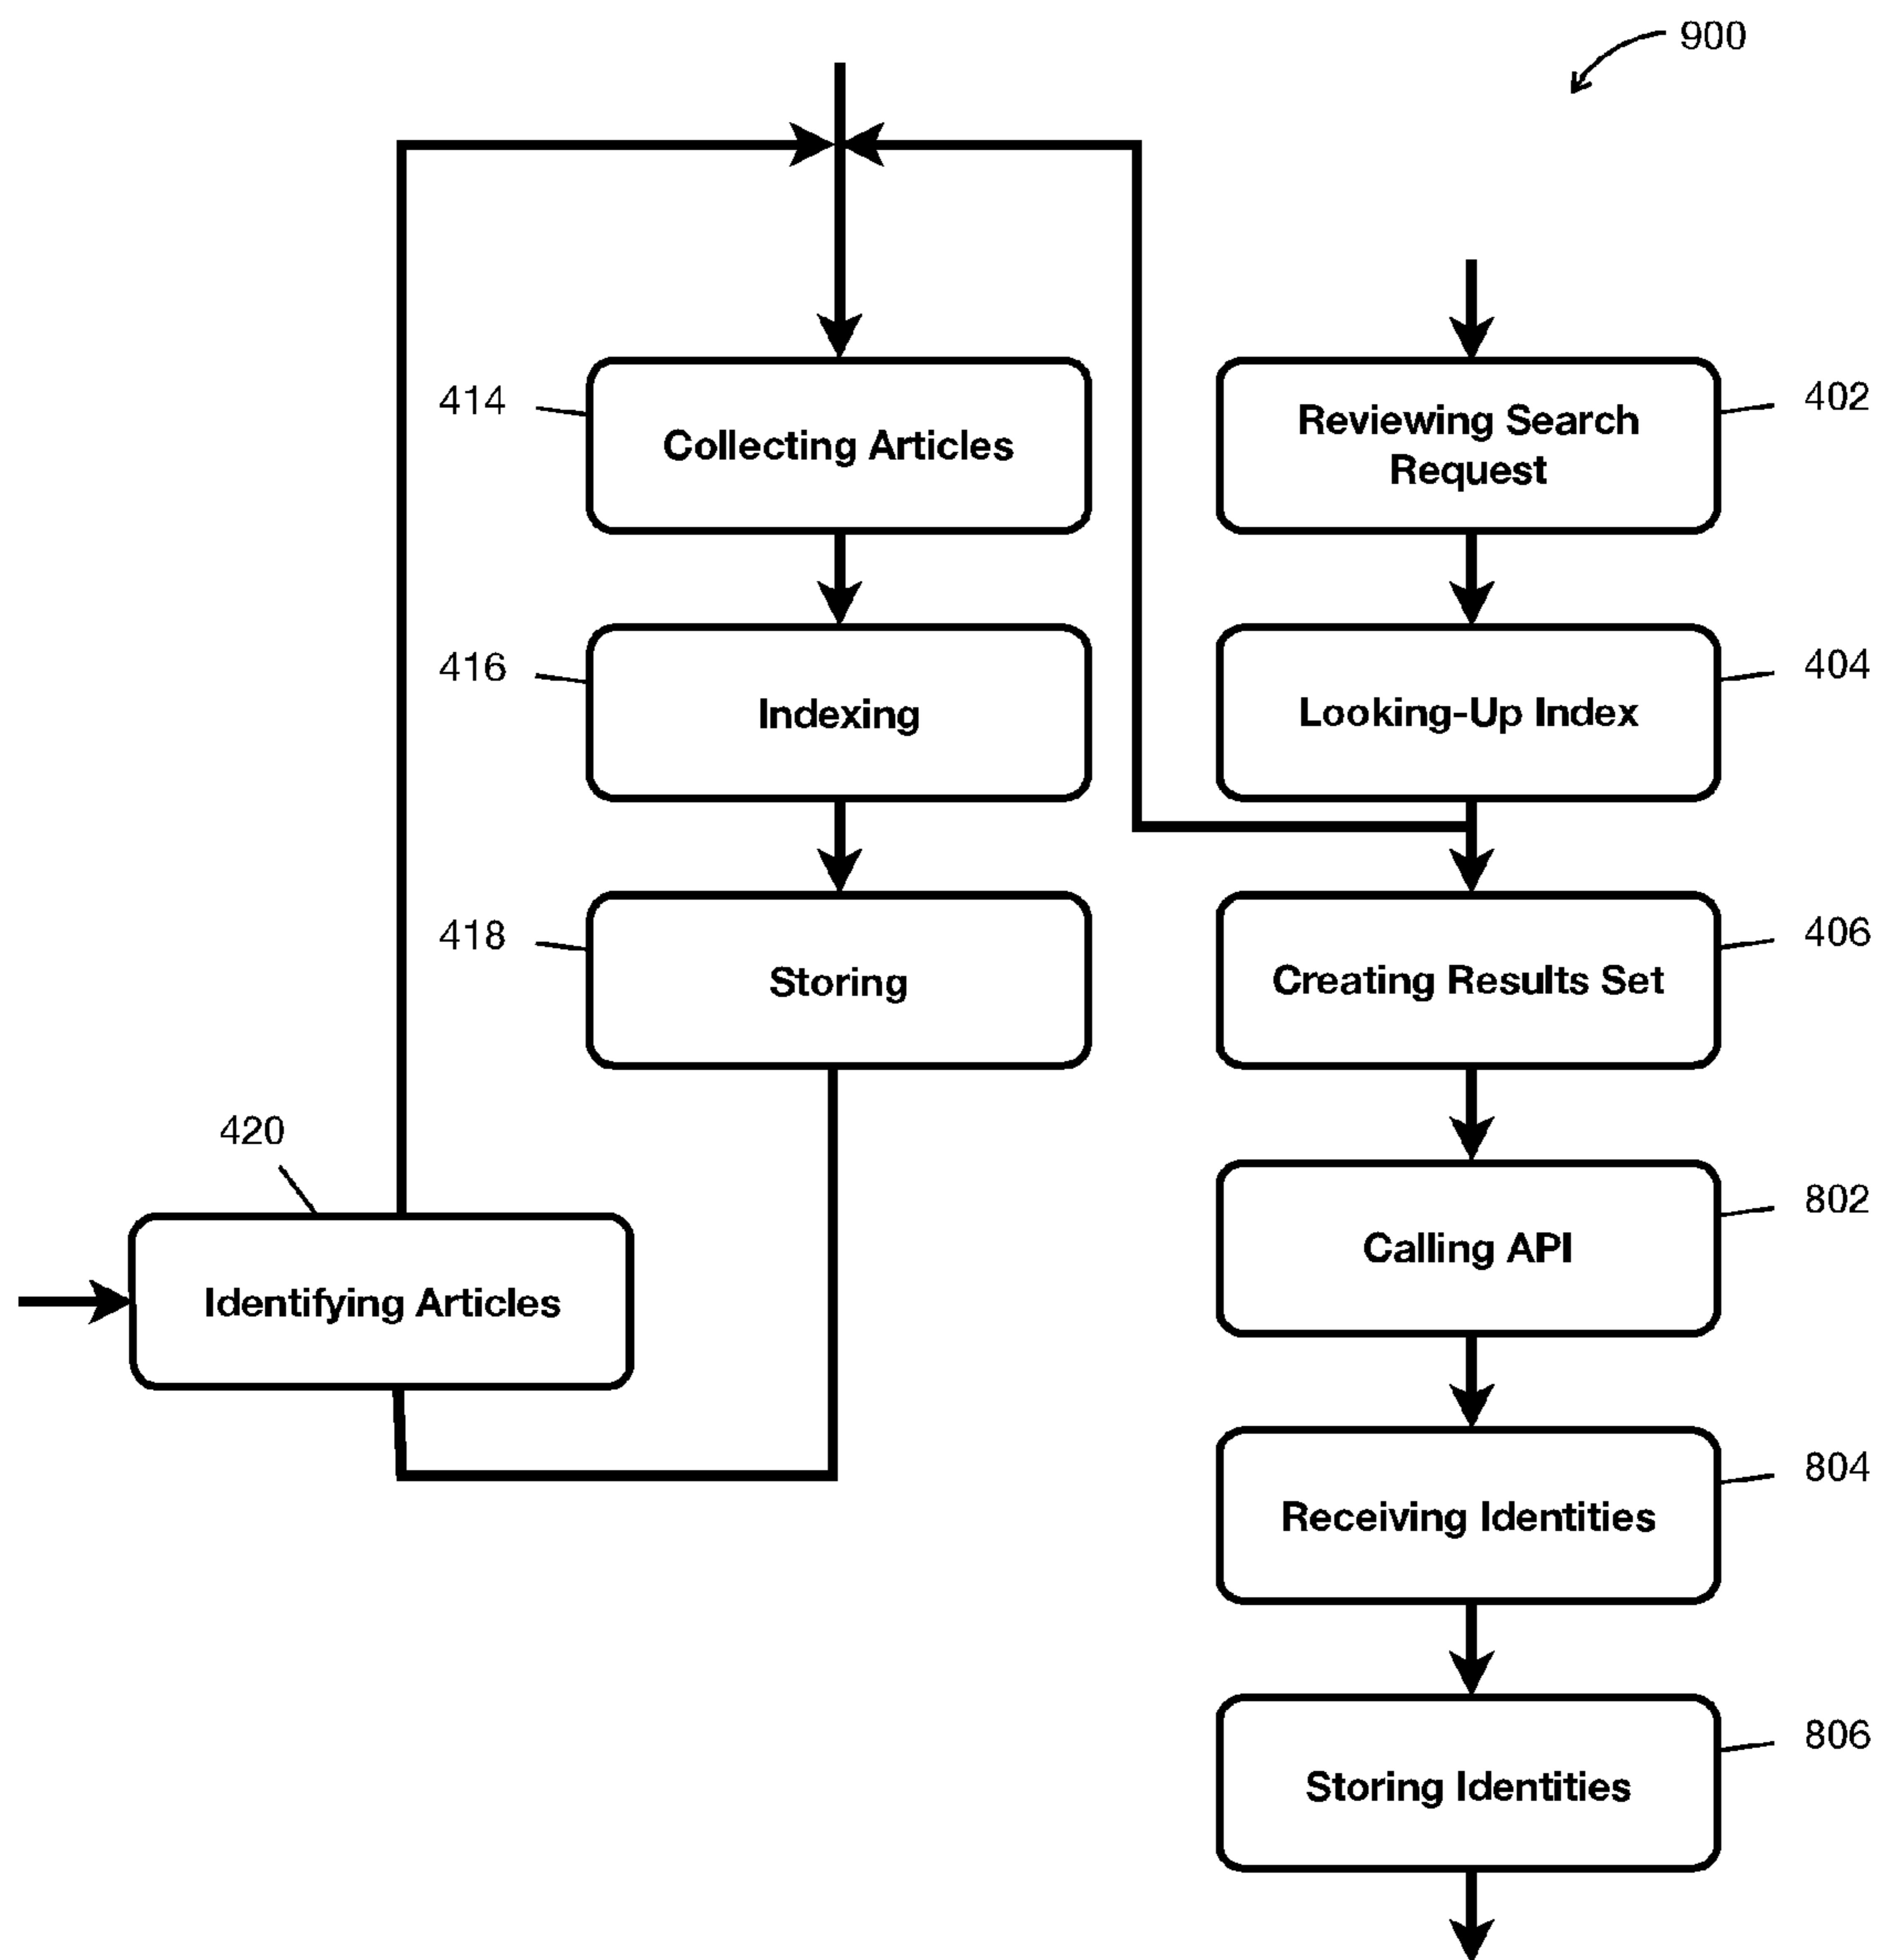 900
414
Collecting Articles
402
Reviewing Search
Request
416
Indexing
404
Looking-Up Index
418
Storing
406
Creating Results Set
420
Identifying Articles
802
Calling API
804
Receiving Identities
806
Storing Identities